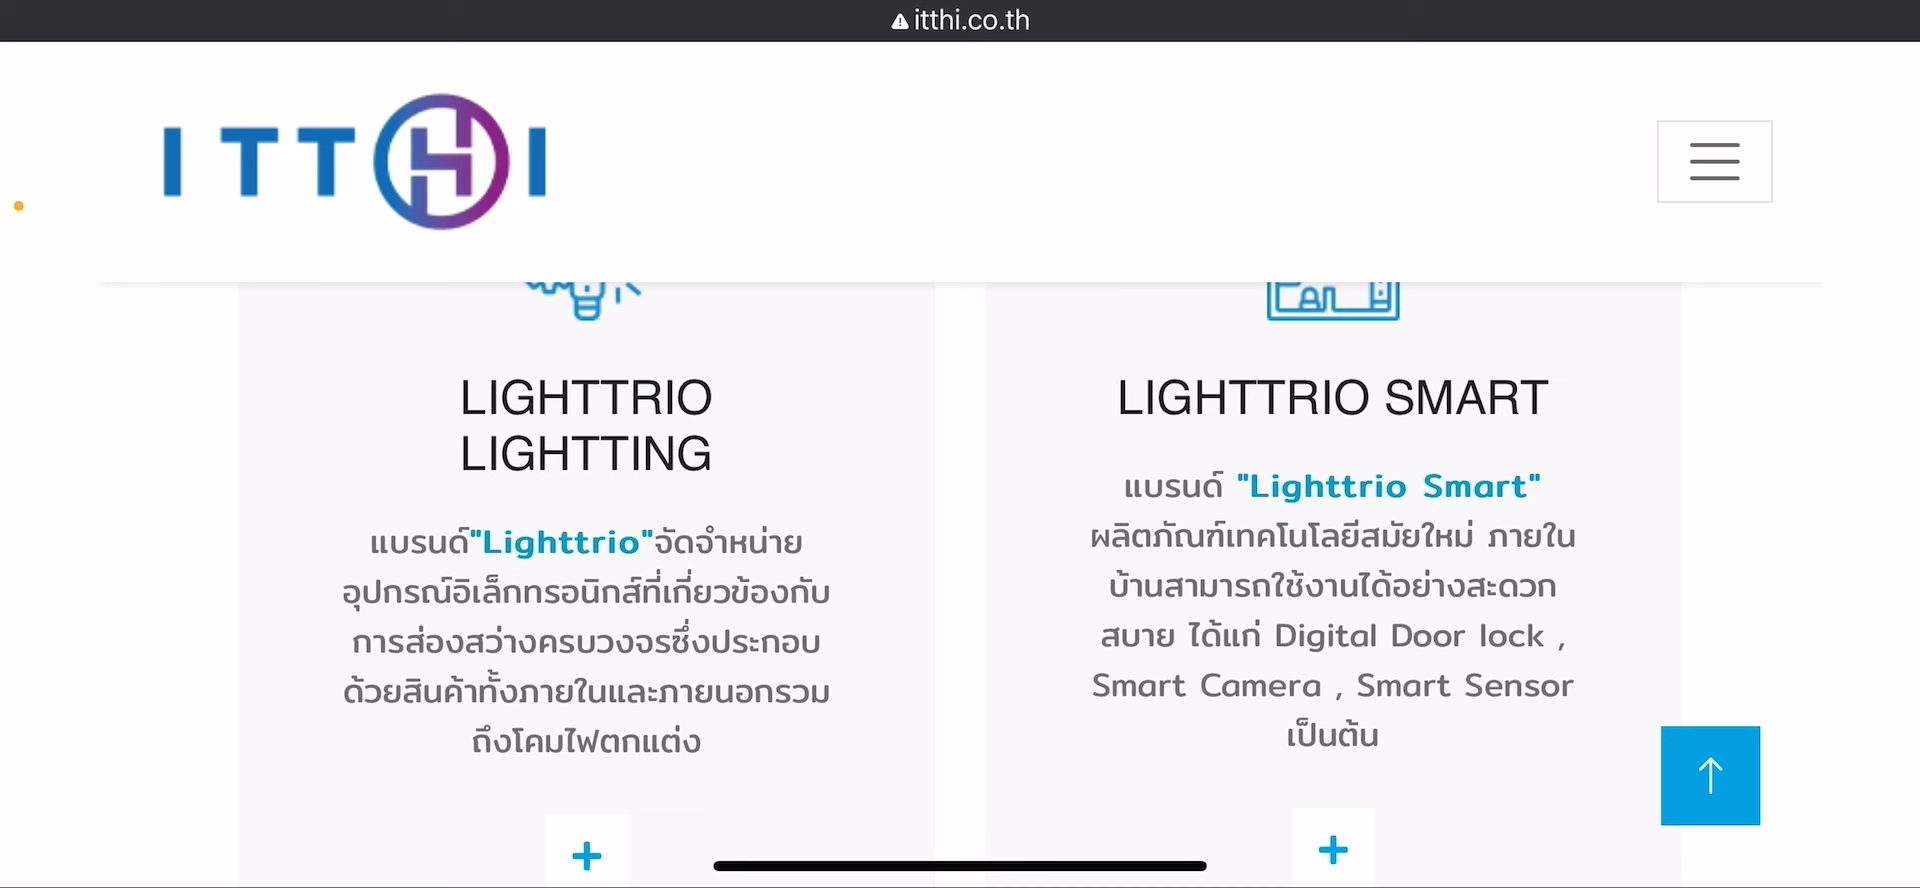 itthi.co.th
ITTHI
LIGHTTRIO
LIGHTTING
แบรนด์"Lighttrio"จัดจำหน่าย
อุปกรณ์อิเล็กทรอนิกส์ที่เกี่ยวข้องกับ
การส่องสว่างครบวงจรซึ่งประกอบ
ด้วยสินค้าทั้งภายในและภายนอกรวม
ถึงโคมไฟตกแต่ง
LIGHTTRIO SMART
แบรนด์ "Lighttrio Smart"
ผลิตภัณฑ์เทคโนโลยีสมัยใหม่ ภายใน
บ้านสามารถใช้งานได้อย่างสะดวก
สบาย ได้แก่ Digital Door lock ,
Smart Camera , Smart Sensor
เป็นต้น